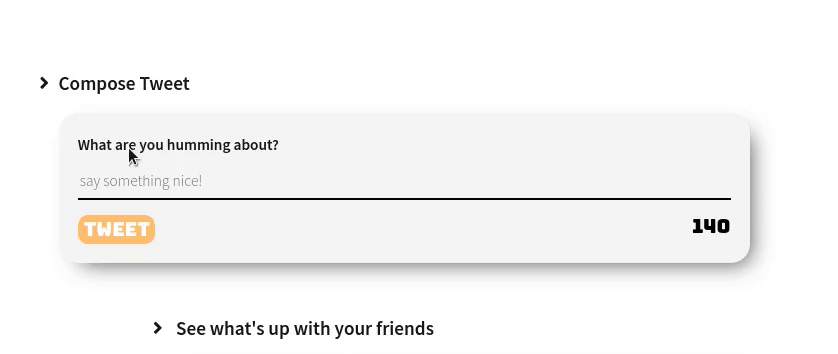 Compose Tweet
What are you humming about?
say something nice!
TWEET
140
See what's up with your friends